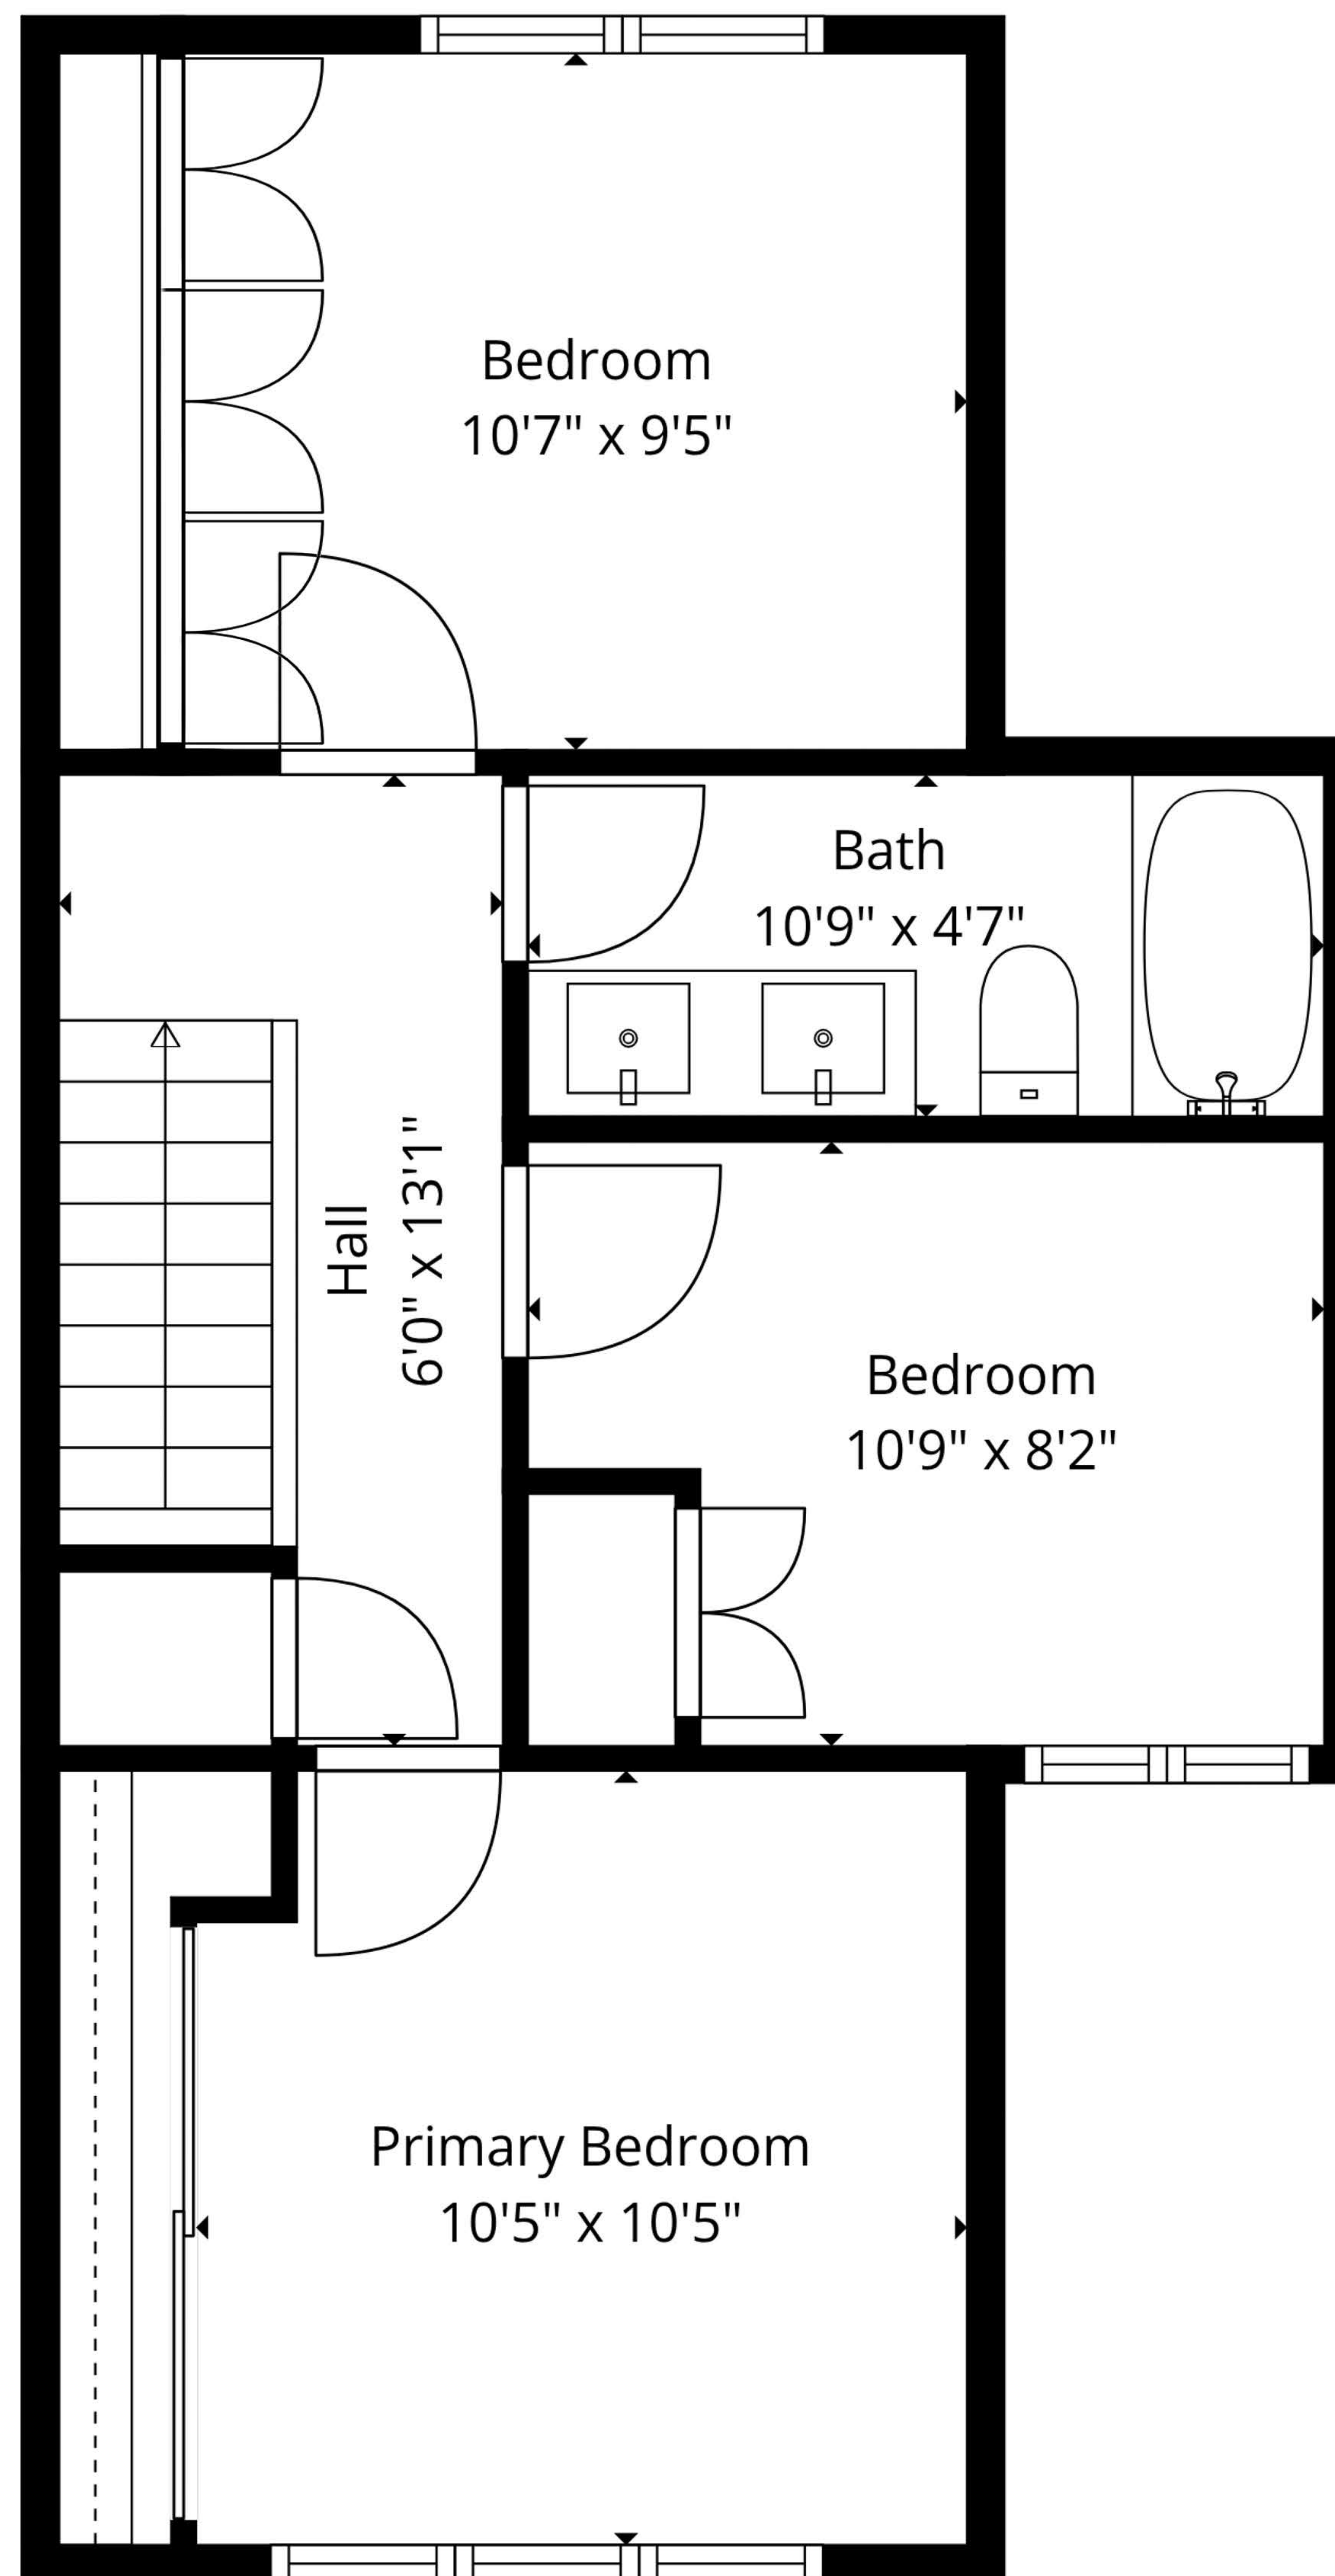 Bedroom
10'7" x 9'5"
Bath
10'9" x 4'7"
Hall
6'0" x 13'1"
Bedroom
10'9" x 8'2"
Primary Bedroom
10'5" x 10'5"